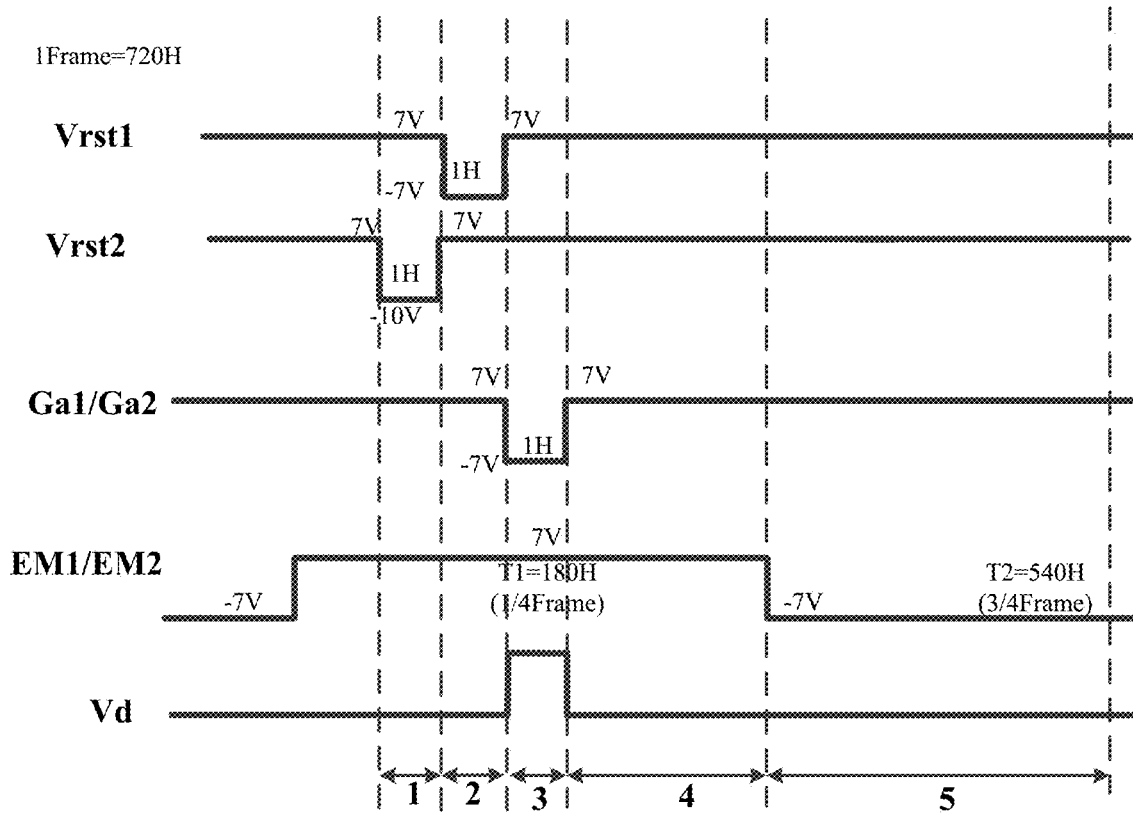 1Frame=720H
Vrst1
7V
7V
1H
-7V
Vrst2
7V
7V
1H
-10V
Ga1/Ga2
7V
7V
1H
-7V
EM1/EM2
7V
T1=180H
(1/4Frame)
T2=540H
(3/4Frame)
-7V
-7V
Vd
1
2
3
4
5